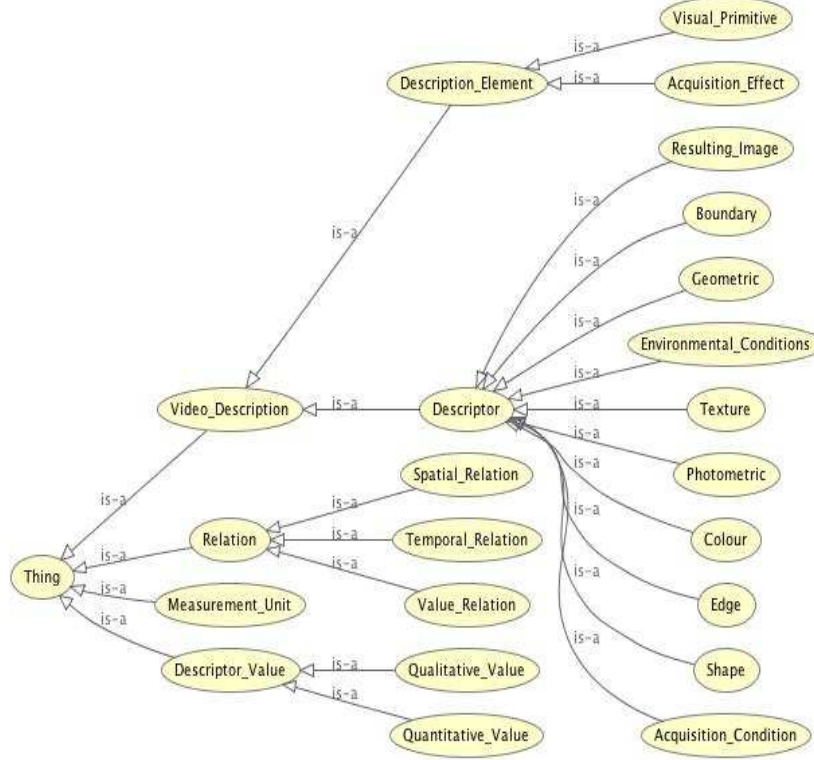 Visual_Primitive
is-a
Description_Element
is-a
Acquisition_Effect
Resulting_Image
is-a
Boundary
is-a
is-a
Geometric
is-a
Environmental_Conditions
is-a
Video_Description
is-a
Descriptor
is-a
Texture
is-a
Photometric
is-a
Spatial_Relation
is-a
is-a
is-a
Colour
Relation
is-a
Temporal_Relation
is-a
Thing
is-a
is-a
Edge
is-a
Measurement_Unit
Value_Relation
is-a
is-a
Descriptor_Value
is-a
Qualitative_Value
Shape
is-a
Quantitative_Value
Acquisition_Condition